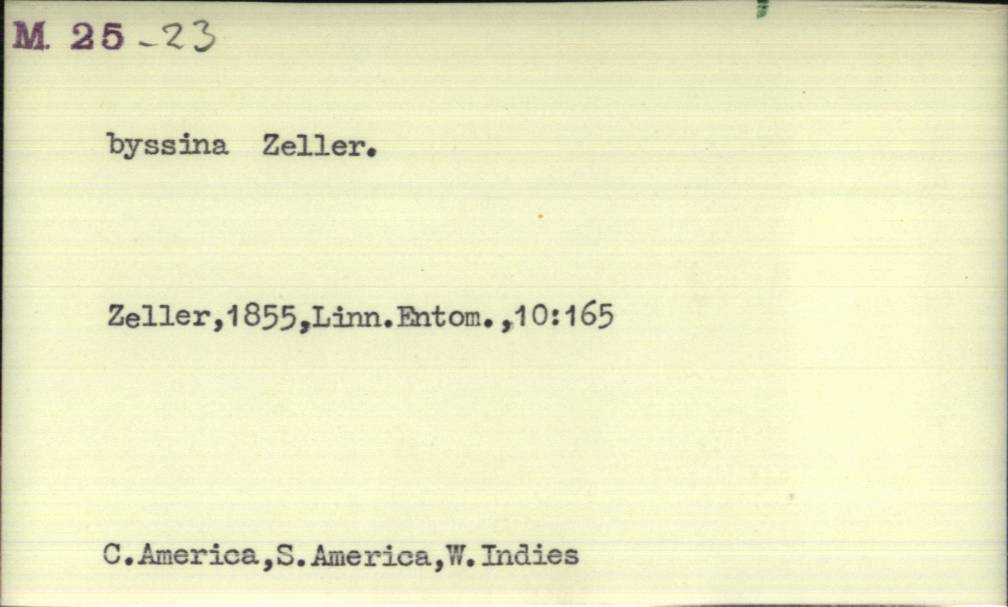 M. 25 - 23
byssina Zeller.
Zeller,1855,Linn.Entom.,10:165
C.America,S.America,W.Indies